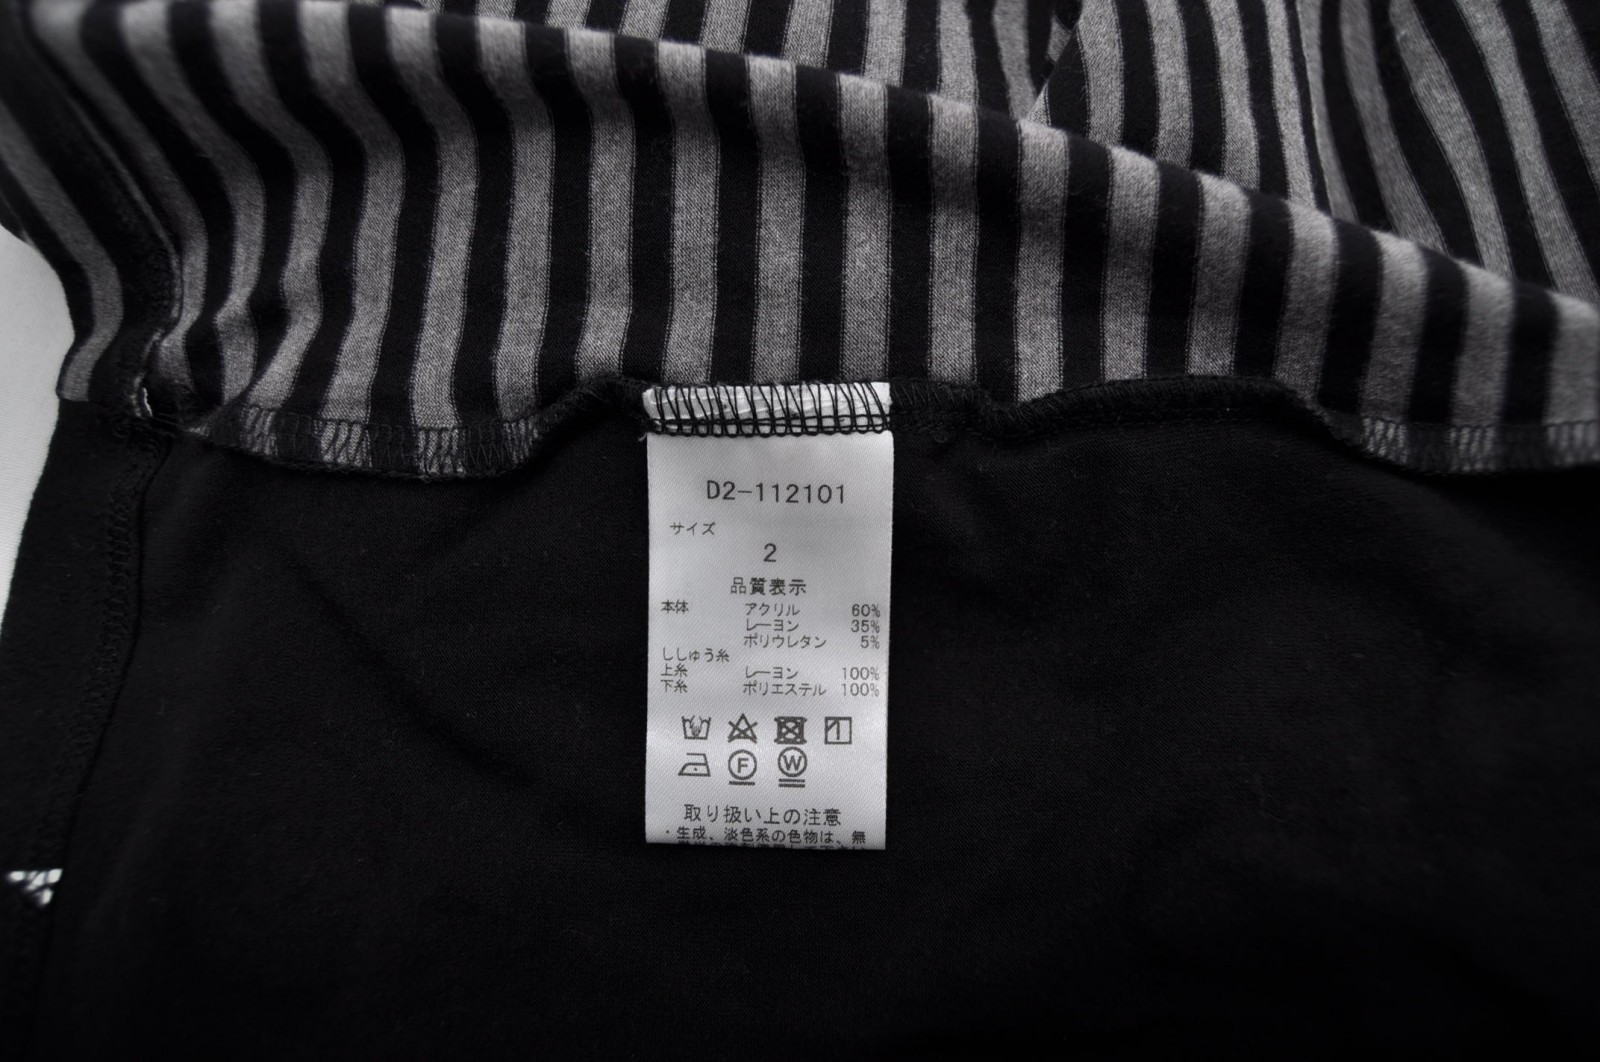 D2-112101
サイズ
2
品質表示
本体 アクリル 60%
レーヨン 35%
ポリウレタン 5%
ししゅう糸
上糸 レーヨン 100%
下糸 ポリエステル 100%
F W
取り扱い上の注意
・生成、淡色系の色物は、無